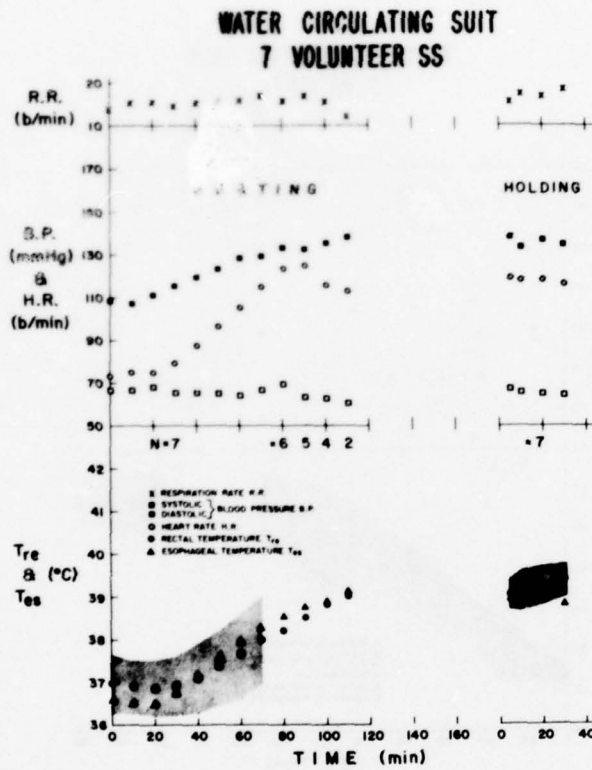 WATER CIRCULATING SUIT
7 VOLUNTEER SS
R.R.
(b/min)
20
10
170
150
130
110
90
70
50
HOLDING
B.P.
(mmHg)
&
H.R.
(b/min)
N=7
=6 5 4 2
=7
42
41
40
39
38
37
36
x RESPIRATION RATE R.R.
SYSTOLIC
DIASTOLIC
BLOOD PRESSURE B.P.
HEART RATE H.R.
RECTAL TEMPERATURE Tre
ESOPHAGEAL TEMPERATURE Tes
Tre
& (°C)
Tes
0 20 40 60 80 100 120 160 0 20 40
TIME (min)